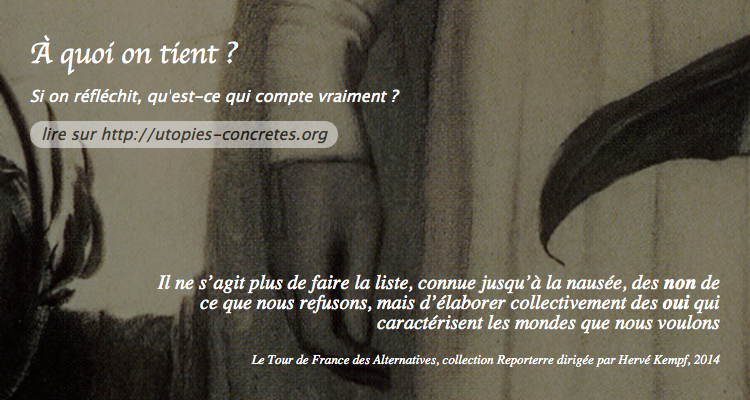 À quoi on tient ?
Si on réfléchit, qu'est-ce qui compte vraiment ?
lire sur http://utopies-concretes.org
Il ne s’agit plus de faire la liste, connue jusqu’à la nausée, des non de
ce que nous refusons, mais d’élaborer collectivement des oui qui
caractérisent les mondes que nous voulons
Le Tour de France des Alternatives, collection Reporterre dirigée par Hervé Kempf, 2014